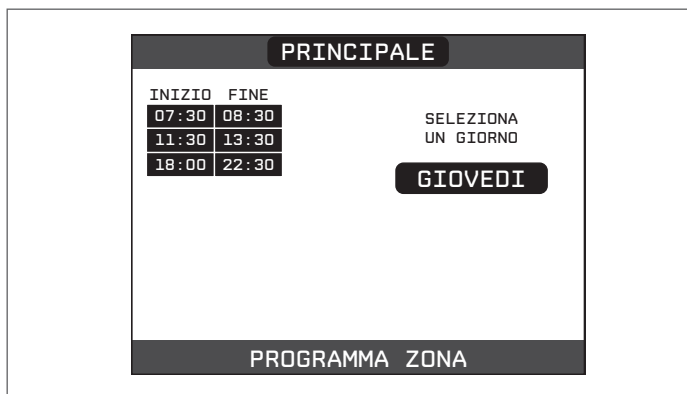 PRINCIPALE
INIZIO FINE
07:30 08:30
11:30 13:30
18:00 22:30
SELEZIONA
UN GIORNO
GIOVEDI
PROGRAMMA ZONA